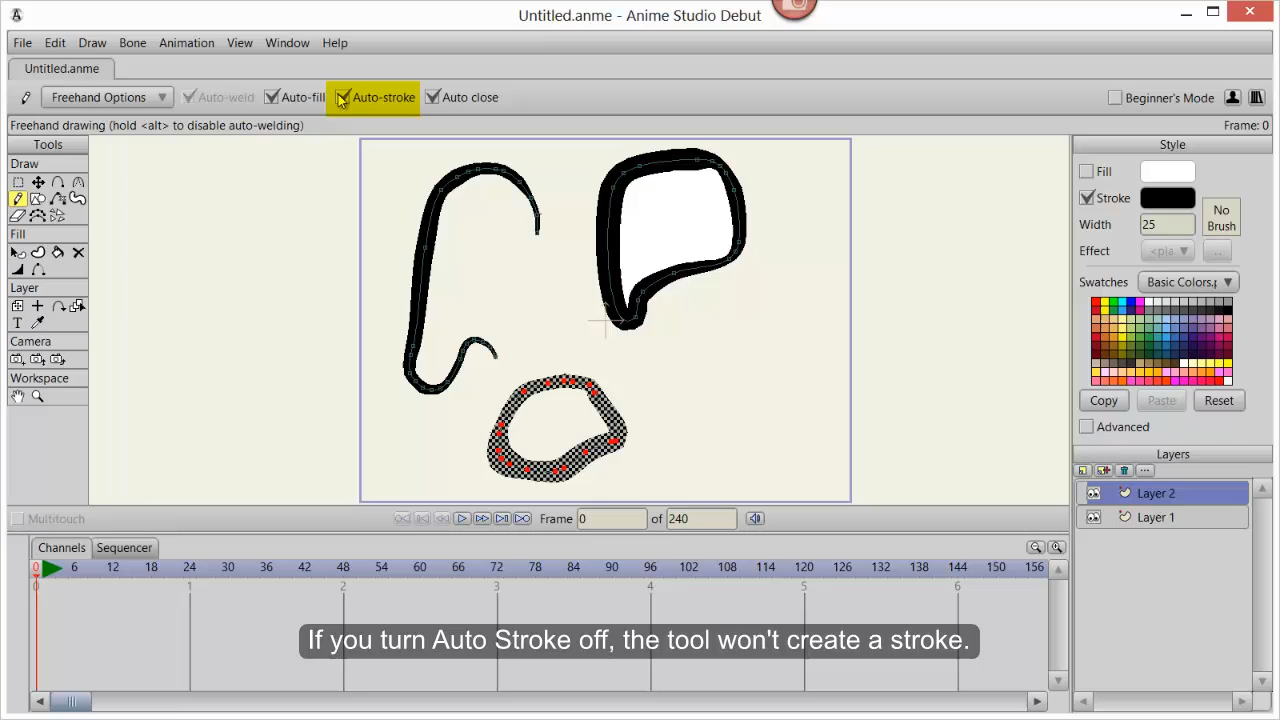 Untitled.anme - Anime Studio Debut
File Edit Draw Bone Animation View Window Help
Untitled.anme
Freehand Options Auto-weld Auto-fill Auto-stroke Auto close Beginner's Mode
Freehand drawing (hold <alt> to disable auto-welding) Frame: 0
Tools
Draw
Fill
Layer
Camera
Workspace
Style
Fill
Stroke
Width 25
No
Brush
Effect <pla ...
Swatches Basic Colors.p
Copy Paste Reset
Advanced
Layers
Layer 2
Layer 1
Multitouch Frame 0 of 240
Channels Sequencer
0 6 12 18 24 30 36 42 48 54 60 66 72 78 84 90 96 102 108 114 120 126 132 138 144 150 156
0 1 2 3 4 5 6
If you turn Auto Stroke off, the tool won't create a stroke.